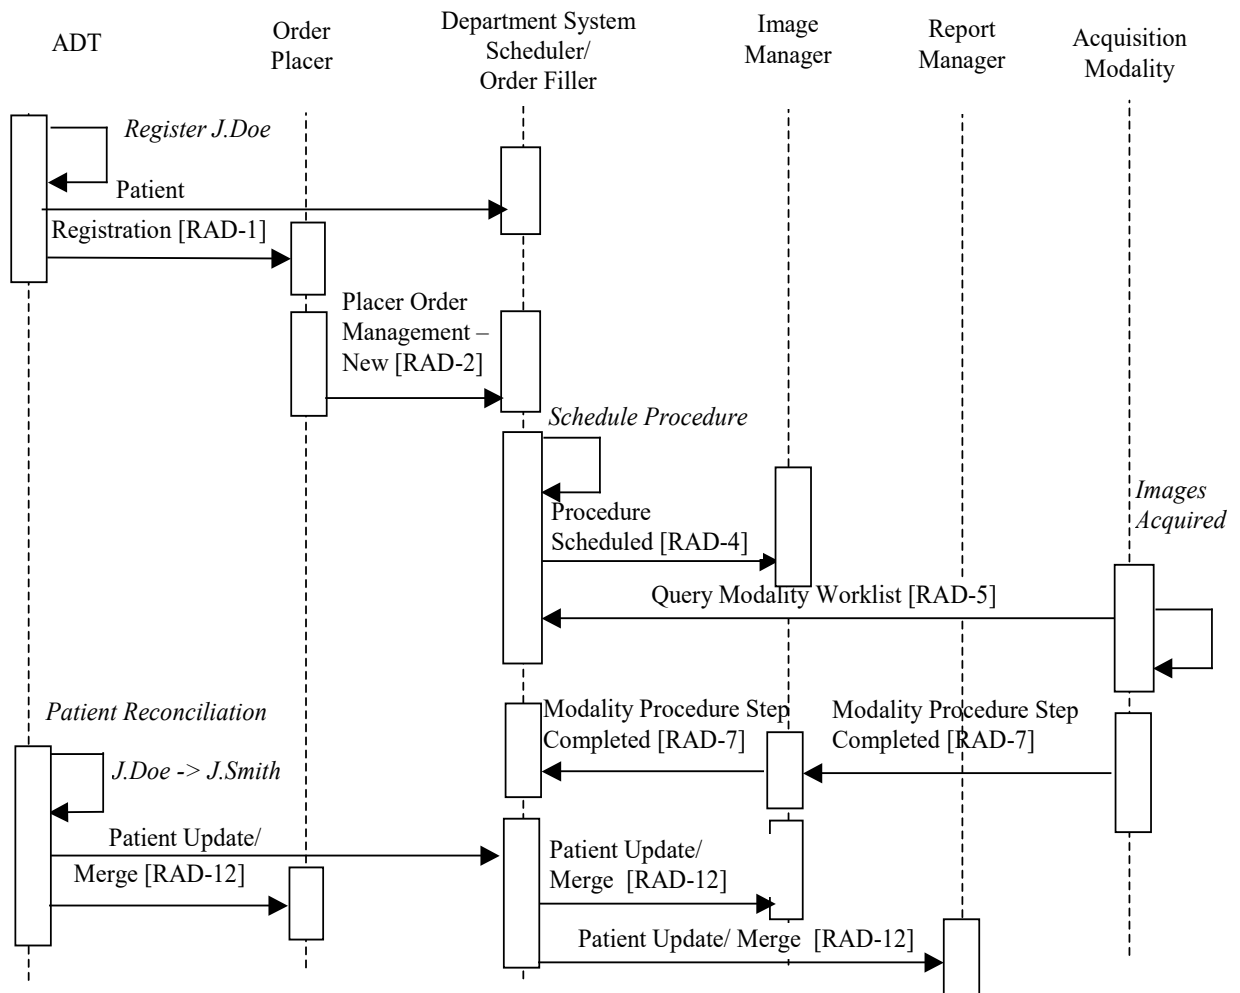 ADT
Order
Placer
Department System
Scheduler/
Order Filler
Image
Manager
Report
Manager
Acquisition
Modality
Register J.Doe
Patient
Registration [RAD-1]
Placer Order
Management –
New [RAD-2]
Schedule Procedure
Images
Acquired
Procedure
Scheduled [RAD-4]
Query Modality Worklist [RAD-5]
Modality Procedure Step
Completed [RAD-7]
Modality Procedure Step
Completed [RAD-7]
Patient Reconciliation
J.Doe -> J.Smith
Patient Update/
Merge [RAD-12]
Patient Update/
Merge [RAD-12]
Patient Update/ Merge [RAD-12]